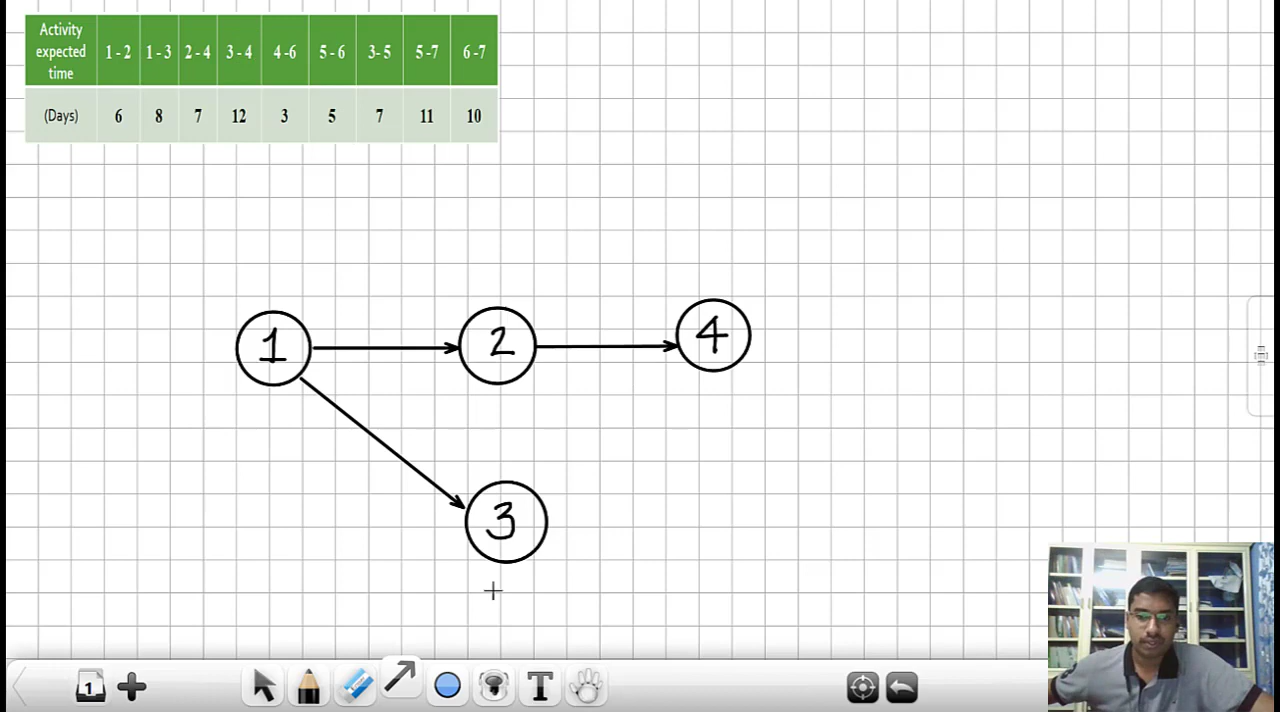 Activity expected time 1 - 2 1 - 3 2 - 4 3 - 4 4 -6 5 - 6 3- 5 5 -7 6 -7
(Days) 6 8 7 12 3 5 7 11 10
1 2 4
3
1 T